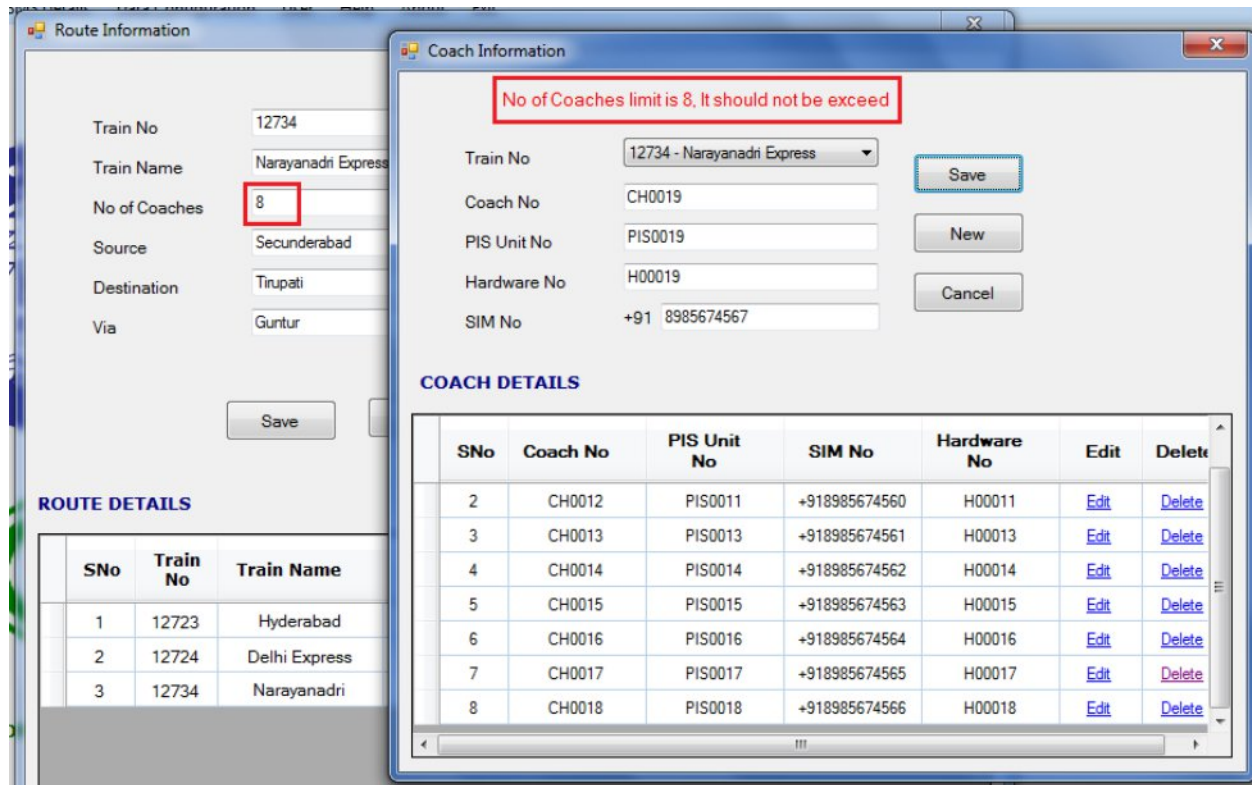 Route Information
Train No 12734
Train Name Narayanadri Express
No of Coaches 8
Source Secunderabad
Destination Tirupati
Via Guntur
Save
ROUTE DETAILS
SNo Train No Train Name
1 12723 Hyderabad
2 12724 Delhi Express
3 12734 Narayanadri
Coach Information
No of Coaches limit is 8, It should not be exceed
Train No 12734 - Narayanadri Express Save
Coach No CH0019
PIS Unit No PIS0019 New
Hardware No H00019 Cancel
SIM No +91 8985674567
COACH DETAILS
SNo Coach No PIS Unit No SIM No Hardware No Edit Delete
2 CH0012 PIS0011 +918985674560 H00011 Edit Delete
3 CH0013 PIS0013 +918985674561 H00013 Edit Delete
4 CH0014 PIS0014 +918985674562 H00014 Edit Delete
5 CH0015 PIS0015 +918985674563 H00015 Edit Delete
6 CH0016 PIS0016 +918985674564 H00016 Edit Delete
7 CH0017 PIS0017 +918985674565 H00017 Edit Delete
8 CH0018 PIS0018 +918985674566 H00018 Edit Delete